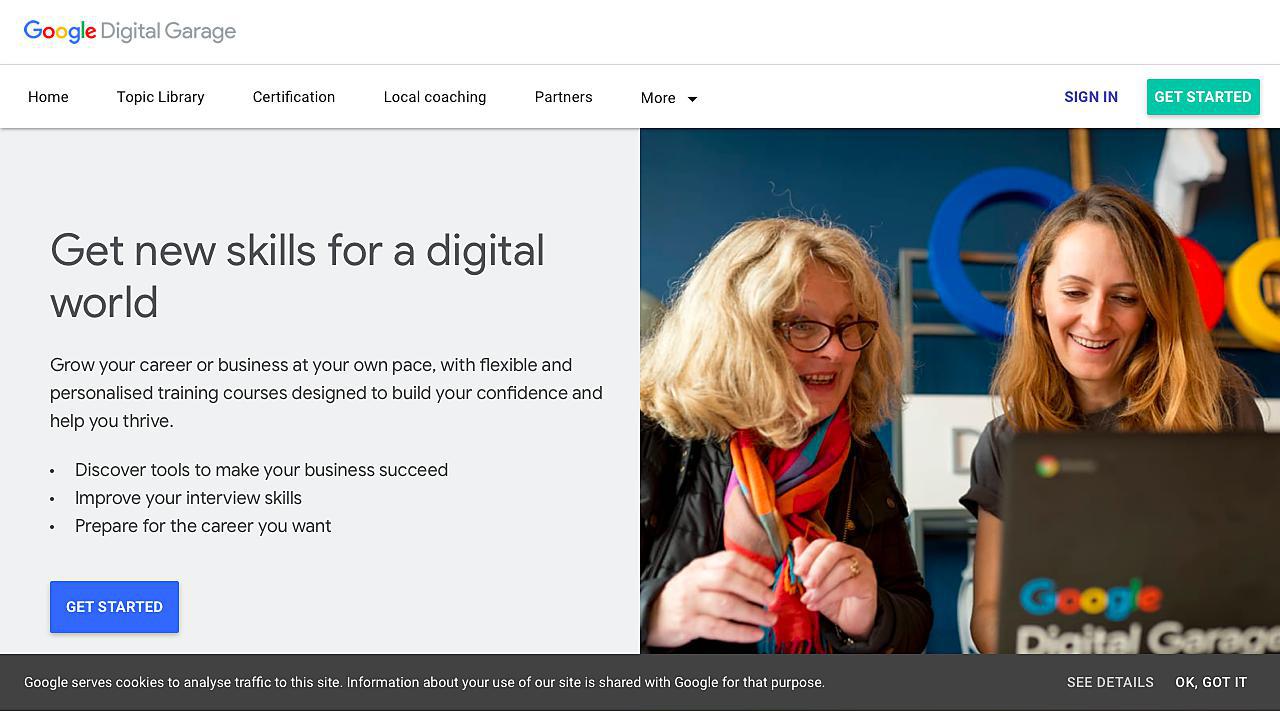 Google Digital Garage
Home Topic Library Certification Local coaching Partners More SIGN IN GET STARTED
Get new skills for a digital
world
Grow your career or business at your own pace, with flexible and
personalised training courses designed to build your confidence and
help you thrive.
• Discover tools to make your business succeed
• Improve your interview skills
• Prepare for the career you want
GET STARTED
Google
Digital Garage
Google serves cookies to analyse traffic to this site. Information about your use of our site is shared with Google for that purpose. SEE DETAILS OK, GOT IT